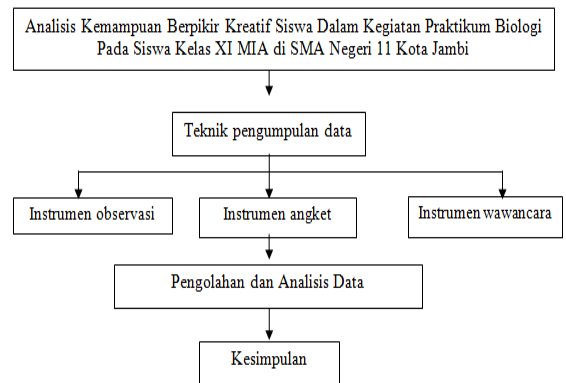 Analisis Kemampuan Berpikir Kreatif Siswa Dalam Kegiatan Praktikum Biologi
Pada Siswa Kelas XI MIA di SMA Negeri 11 Kota Jambi
Teknik pengumpulan data
Instrumen observasi
Instrumen angket
Instrumen wawancara
Pengolahan dan Analisis Data
Kesimpulan